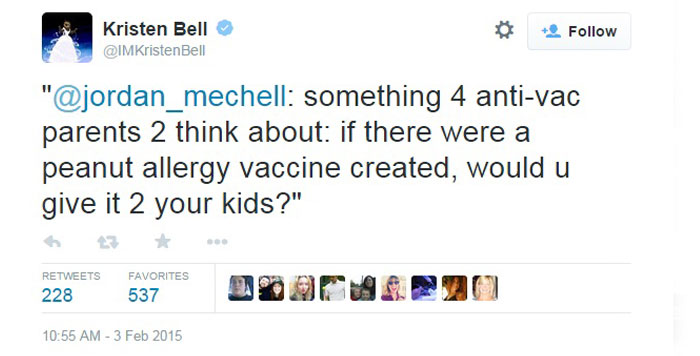 Kristen Bell
@IMKristenBell
Follow
"@jordan_mechell: something 4 anti-vac
parents 2 think about: if there were a
peanut allergy vaccine created, would u
give it 2 your kids?"
RETWEETS FAVORITES
228 537
10:55 AM - 3 Feb 2015